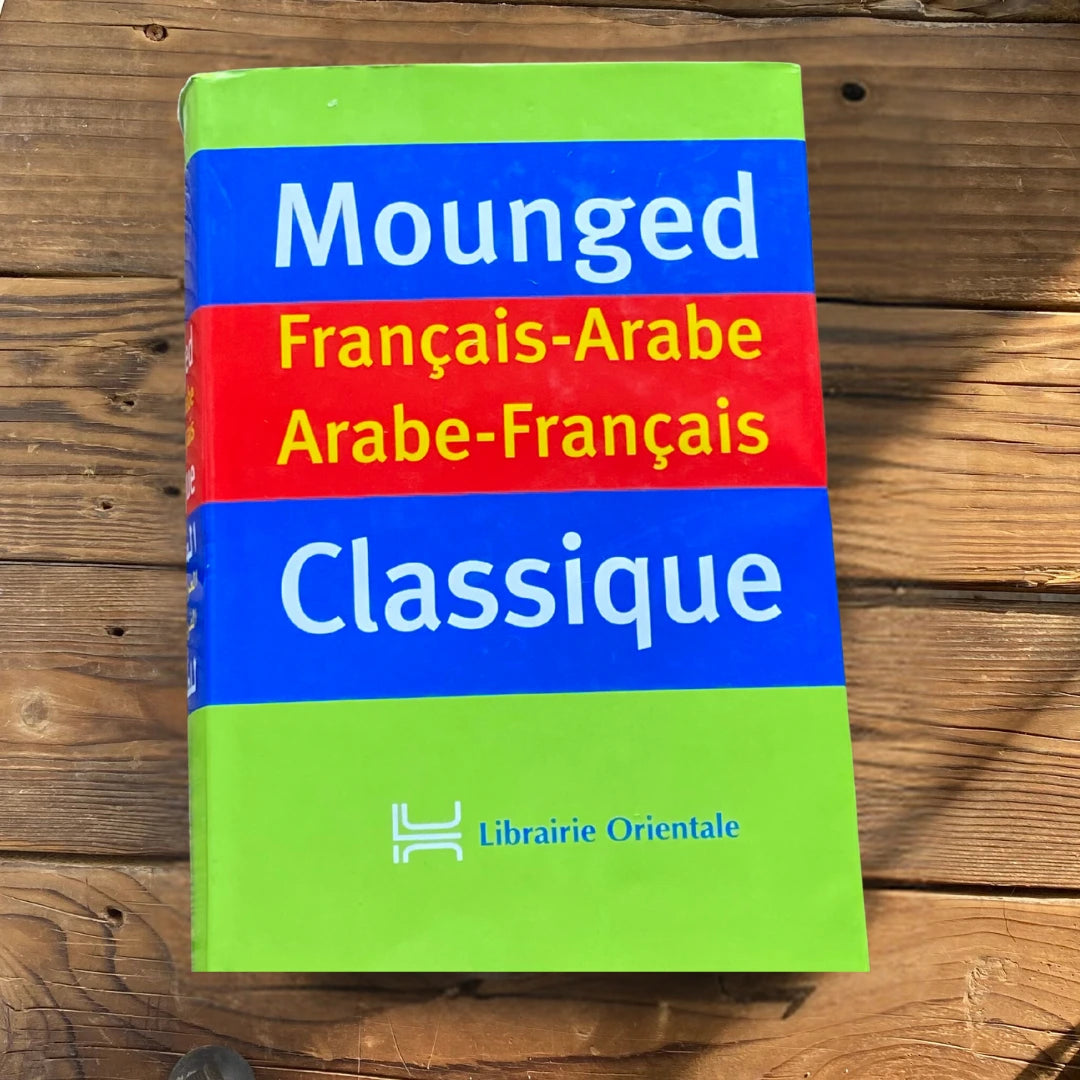 Mounged
Français-Arabe
Arabe-Français
Classique
Librairie Orientale